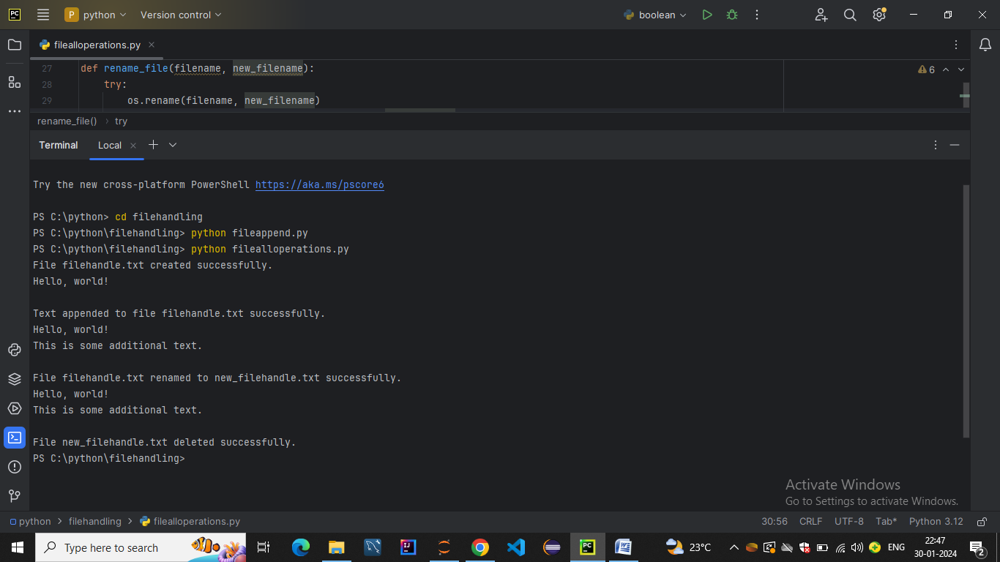 PC P python Version control boolean
filealloperations.py
27 def rename_file(filename, new_filename): 6
28 try:
29 os.rename(filename, new_filename)
rename_file() try
Terminal Local
Try the new cross-platform PowerShell https://aka.ms/pscore6
PS C:\python> cd filehandling
PS C:\python\filehandling> python fileappend.py
PS C:\python\filehandling> python filealloperations.py
File filehandle.txt created successfully.
Hello, world!
Text appended to file filehandle.txt successfully.
Hello, world!
This is some additional text.
File filehandle.txt renamed to new_filehandle.txt successfully.
Hello, world!
This is some additional text.
File new_filehandle.txt deleted successfully.
PS C:\python\filehandling>
Activate Windows
Go to Settings to activate Windows.
python filehandling filealloperations.py 30:56 CRLF UTF-8 Tab* Python 3.12
Type here to search IJ PC W 23°C ENG 22:47
30-01-2024 2